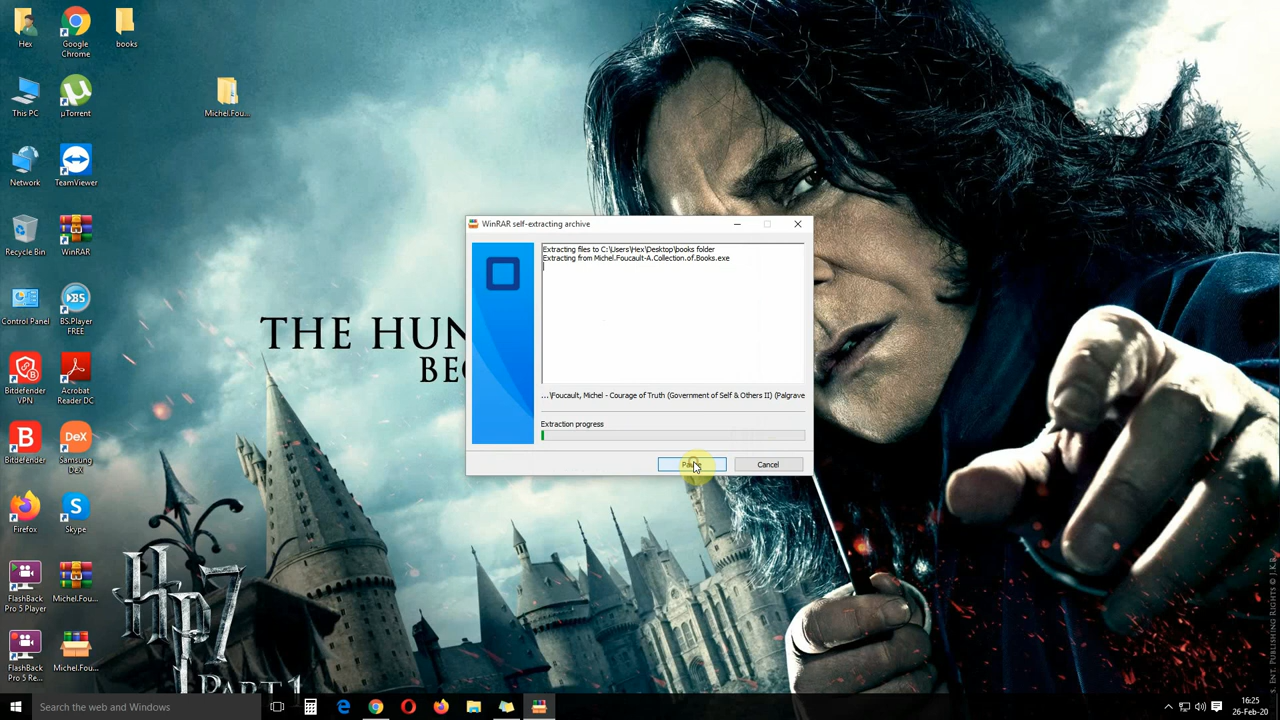 Hex
Google
Chrome
books
This PC
µTorrent
Michel.Fou...
Network
TeamViewer
Recycle Bin
WinRAR
Control Panel
BS.Player
FREE
Bitdefender
VPN
Acrobat
Reader DC
Bitdefender
Samsung
DeX
Firefox
Skype
FlashBack
Pro 5 Player
Michel.Fou...
FlashBack
Pro 5 Re...
Michel.Fou...
THE HUN
BEG
HP7
PART 1
WinRAR self-extracting archive
Extracting files to C:\Users\Hex\Desktop\books folder
Extracting from Michel.Foucault-A.Collection.of.Books.exe
...\Foucault, Michel - Courage of Truth (Government of Self & Others II) (Palgrave
Extraction progress
Cancel
Search the web and Windows
16:25
26-Feb-20